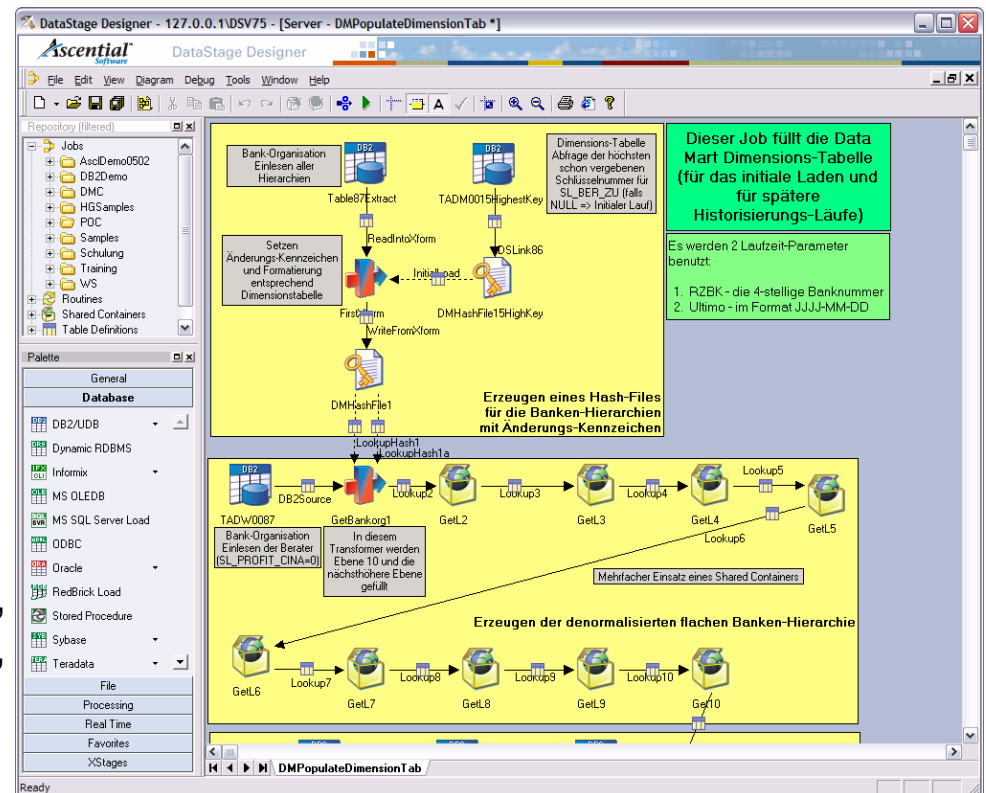 DataStage Designer - 127.0.0.1\DSV75 - [Server - DMPopulateDimensionTab *]
Ascential
Software
DataStage Designer
File Edit View Diagram Debug Tools Window Help
Repository (filtered)
Jobs
AsclDemo0502
DB2Demo
DMC
HGSamples
POC
Samples
Schulung
Training
WS
Routines
Shared Containers
Table Definitions
Palette
General
Database
DB2/UDB
Dynamic RDBMS
Informix
MS OLEDB
MS SQL Server Load
ODBC
Oracle
RedBrick Load
Stored Procedure
Sybase
Teradata
File
Processing
Real Time
Favorites
XStages
Bank-Organisation
Einlesen aller
Hierarchien
DB2
Table87Extract
DB2
TADM0015HighestKey
Dimensions-Tabelle
Abfrage der höchsten
schon vergebenen
Schlüsselnummer für
SL_BER_ZU (falls
NULL => Initialer Lauf)
ReadIntoXform
DSLink86
Setzen
Änderungs-Kennzeichen
und Formatierung
entsprechend
Dimensionstabelle
InitialLoad
DMHashFile15HighKey
WriteFromXform
DMHashFile1
Erzeugen eines Hash-Files
für die Banken-Hierarchien
mit Änderungs-Kennzeichen
Dieser Job füllt die Data
Mart Dimensions-Tabelle
(für das initiale Laden und
für spätere
Historisierungs-Läufe)
Es werden 2 Laufzeit-Parameter
benutzt:
1. RZBK - die 4-stellige Banknummer
2. Ultimo - im Format JJJJ-MM-DD
LookupHash1
LookupHash1a
DB2
TADW0087
DB2Source
GetBankorg1
Lookup2
GetL2
Lookup3
GetL3
Lookup4
GetL4
Lookup5
GetL5
Lookup6
Bank-Organisation
Einlesen der Berater
(SL_PROFIT_CINA=0)
In diesem
Transformer werden
Ebene 10 und die
nächsthöhere Ebene
gefüllt
Mehrfacher Einsatz eines Shared Containers
Erzeugen der denormalisierten flachen Banken-Hierarchie
GetL6
Lookup7
GetL7
Lookup8
GetL8
Lookup9
GetL9
Lookup10
Get10
DMPopulateDimensionTab
Ready